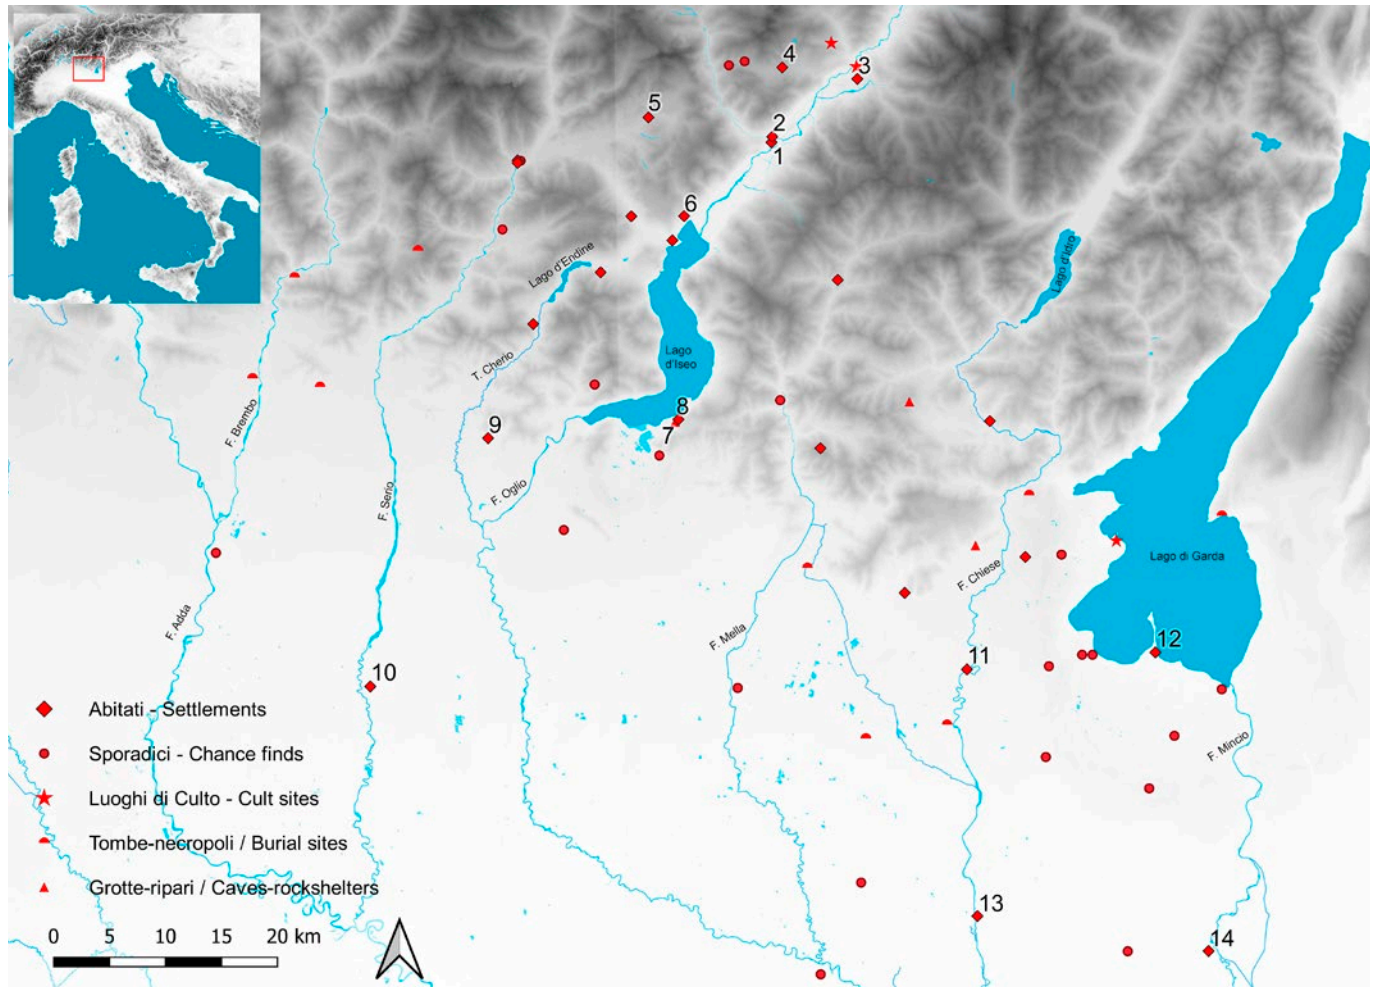 4
3
5
2
1
6
Lago d'Endine
Lago d'Idro
Lago
d'Iseo
T. Cherio
F. Brembo
8
7
9
F. Serio
F. Oglio
Lago di Garda
F. Chiese
F. Adda
F. Mella
12
11
10
F. Mincio
Abitati - Settlements
Sporadici - Chance finds
Luoghi di Culto - Cult sites
Tombe-necropoli / Burial sites
Grotte-ripari / Caves-rockshelters
13
14
0 5 10 15 20 km